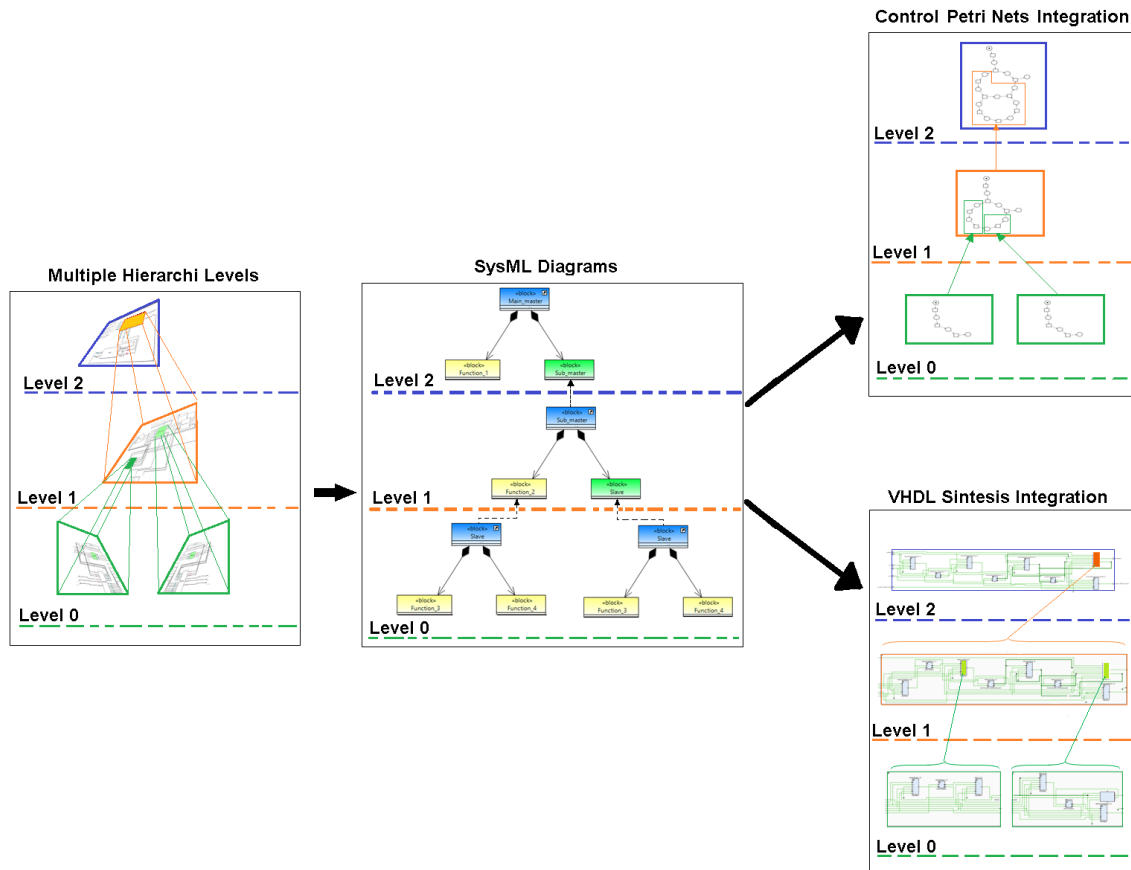 Control Petri Nets Integration
Level 2
Level 1
Level 0
Multiple Hierarchi Levels
Level 2
Level 1
Level 0
SysML Diagrams
«block»
Main_master
«block»
Function_1
«block»
Sub_master
Level 2
«block»
Sub_master
«block»
Function_2
«block»
Slave
Level 1
«block»
Slave
«block»
Slave
«block»
Function_3
«block»
Function_4
«block»
Function_3
«block»
Function_4
Level 0
VHDL Sintesis Integration
Level 2
Level 1
Level 0